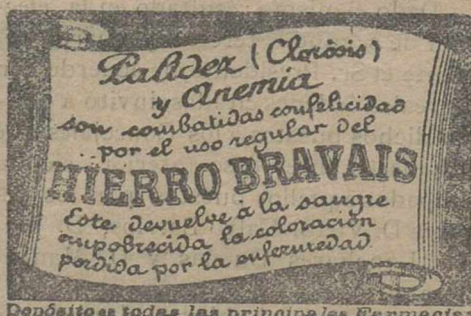 Palidez (Clorósis)
y Anemia
son combatidas con felicidad
por el uso regular del
HIERRO BRAVAIS
Este devuelve à la sangre
empobrecida la coloración
perdida por la enfermedad
Depósito en todas las principales Farmacias